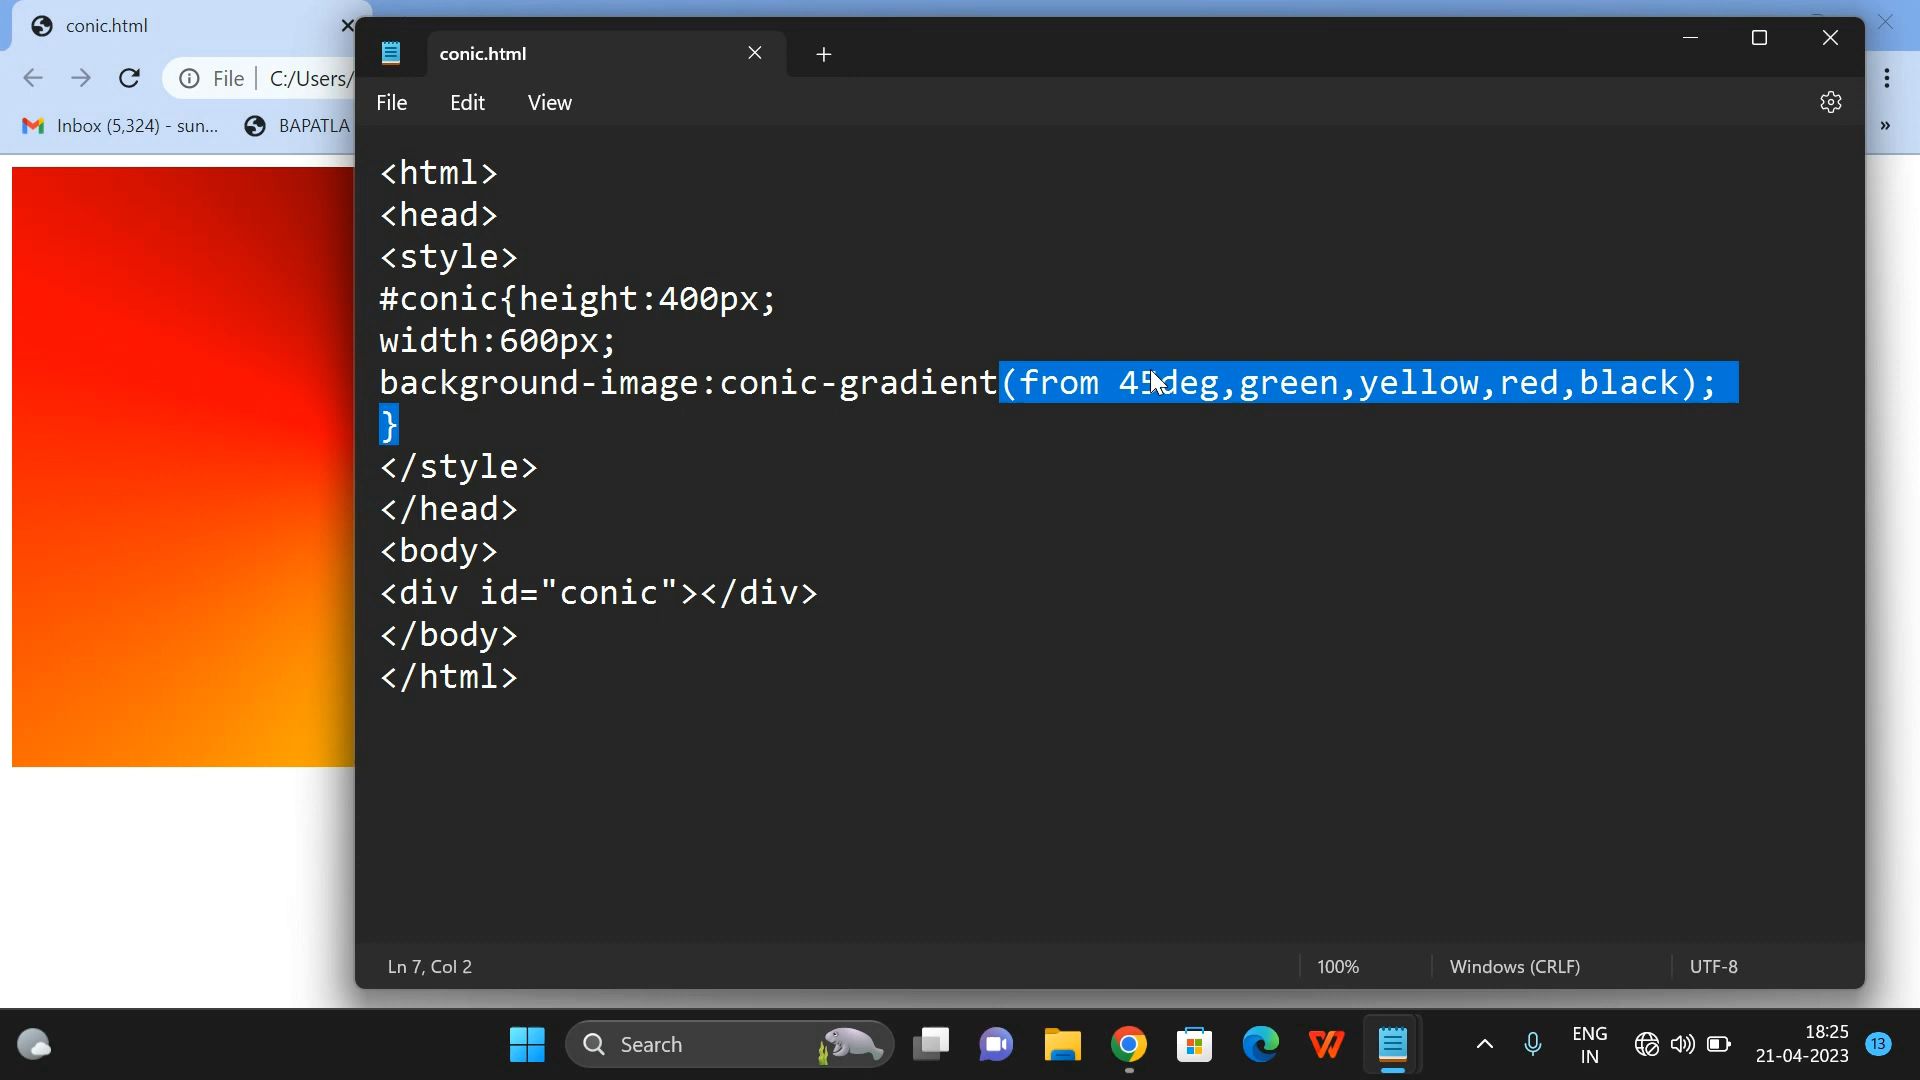 conic.html
File
C:/Users/
Inbox (5,324) - sun...
BAPATLA
conic.html
File
Edit
View
<html>
<head>
<style>
#conic{height:400px;
width:600px;
background-image:conic-gradient(from 45deg,green,yellow,red,black);
}
</style>
</head>
<body>
<div id="conic"></div>
</body>
</html>
Ln 7, Col 2
100%
Windows (CRLF)
UTF-8
Search
ENG
IN
18:25
21-04-2023
13